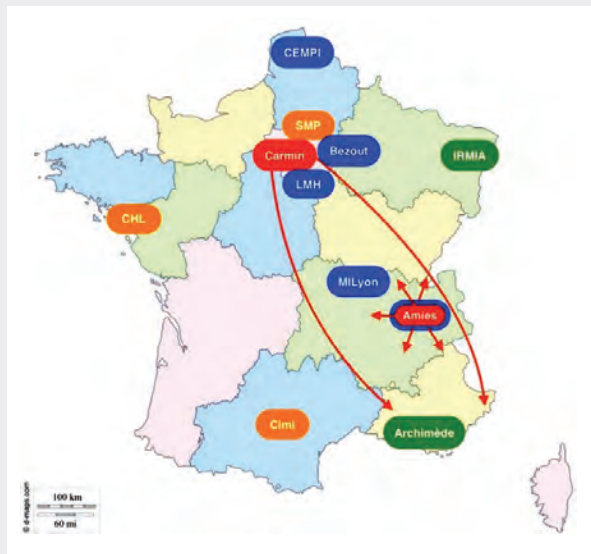 CEMPI
SMP
Carmin
Bezout
IRMIA
LMH
CHL
MILyon
Amies
Cimi
Archimède
100 km
60 mi
© d-maps.com